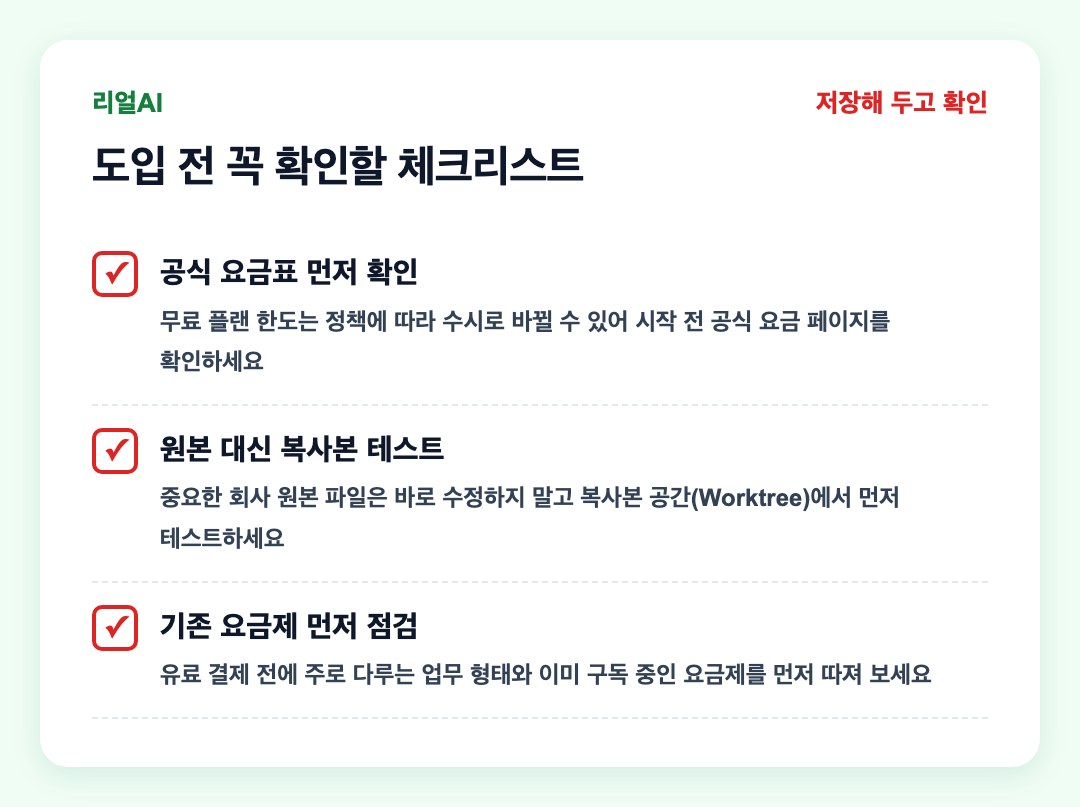 리얼AI
저장해 두고 확인
도입 전 꼭 확인할 체크리스트
공식 요금표 먼저 확인
무료 플랜 한도는 정책에 따라 수시로 바뀔 수 있어 시작 전 공식 요금 페이지를
확인하세요
원본 대신 복사본 테스트
중요한 회사 원본 파일은 바로 수정하지 말고 복사본 공간(Worktree)에서 먼저
테스트하세요
기존 요금제 먼저 점검
유료 결제 전에 주로 다루는 업무 형태와 이미 구독 중인 요금제를 먼저 따져 보세요